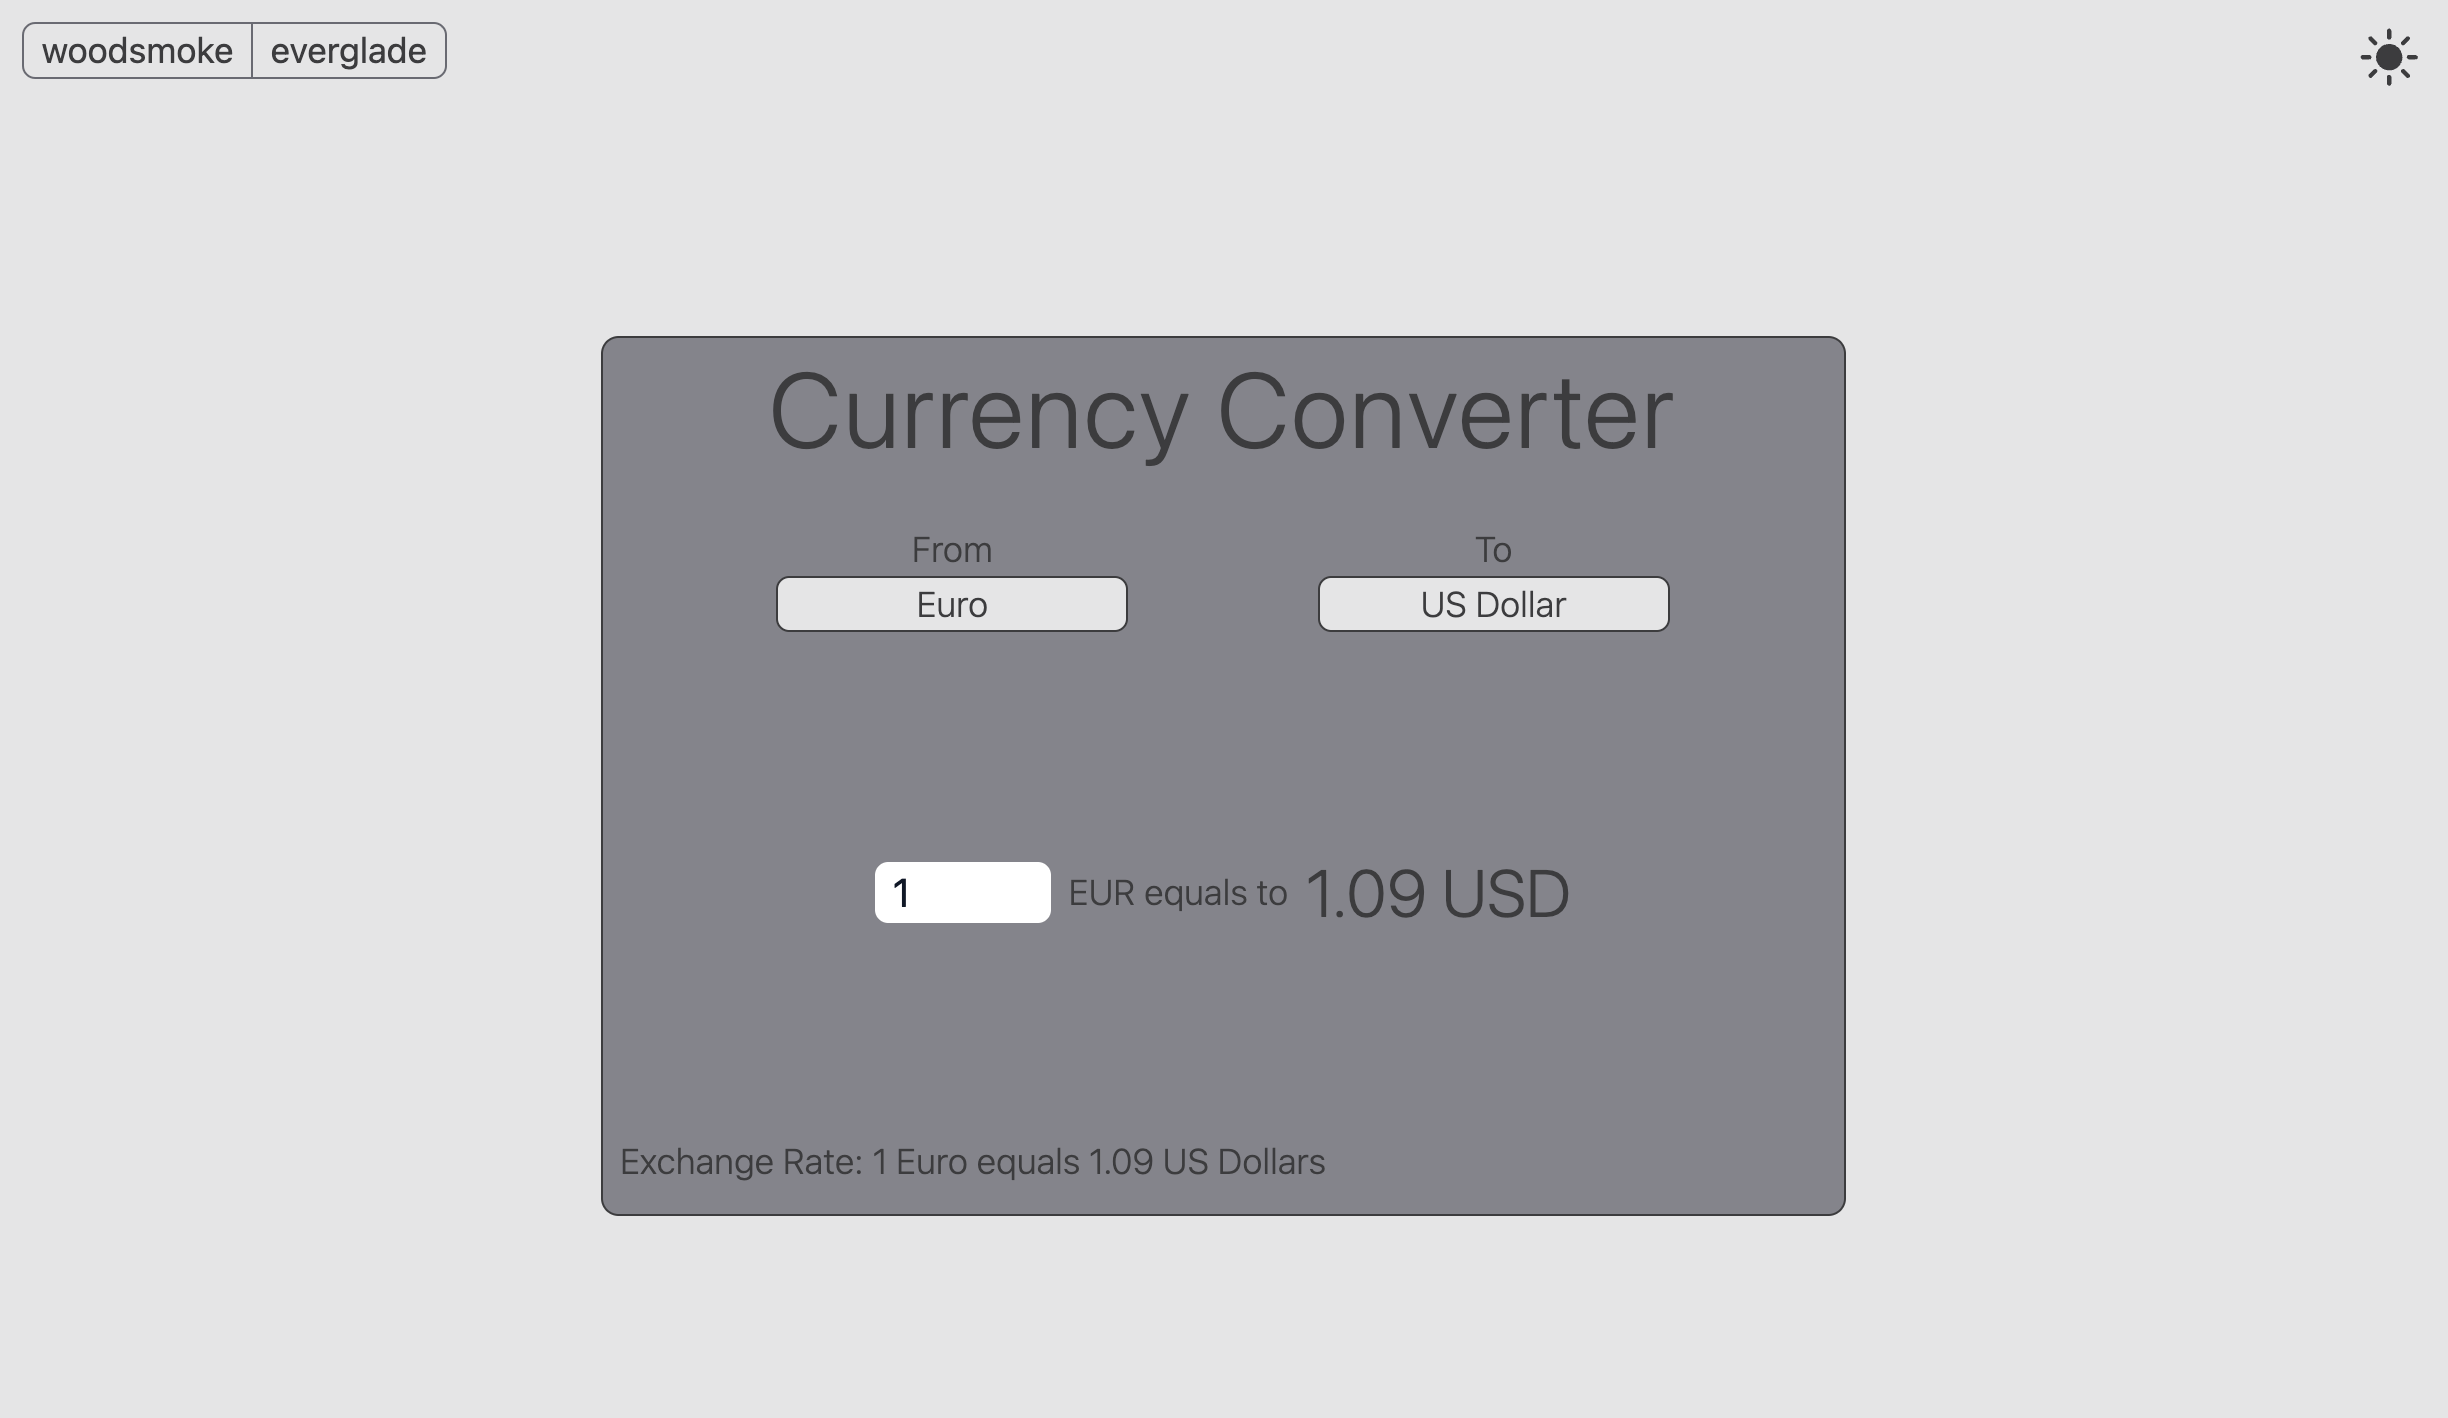 woodsmoke everglade
Currency Converter
From To
Euro US Dollar
1 EUR equals to 1.09 USD
Exchange Rate: 1 Euro equals 1.09 US Dollars